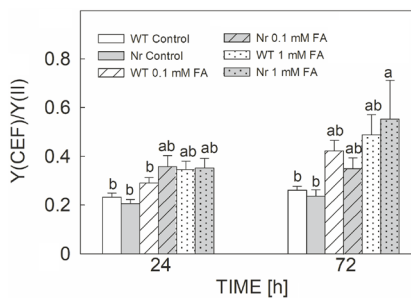 WT Control
Nr Control
WT 0.1 mM FA
Nr 0.1 mM FA
WT 1 mM FA
Nr 1 mM FA
Y(CEF)/Y(II)
0.8
0.6
0.4
0.2
0
b b b ab ab ab
b b ab ab ab a
24 72
TIME [h]